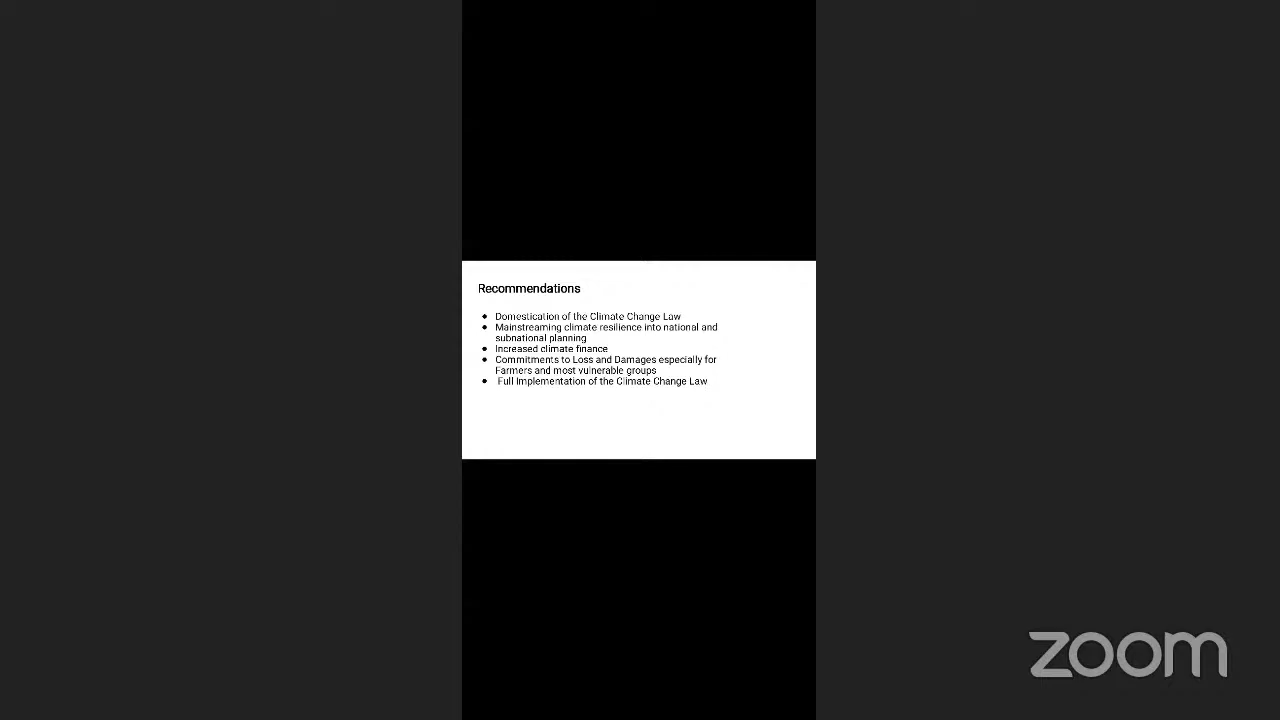 Recommendations
● Domestication of the Climate Change Law
● Mainstreaming climate resilience into national and
subnational planning
● Increased climate finance
● Commitments to Loss and Damages especially for
Farmers and most vulnerable groups
● Full Implementation of the Climate Change Law
zoom